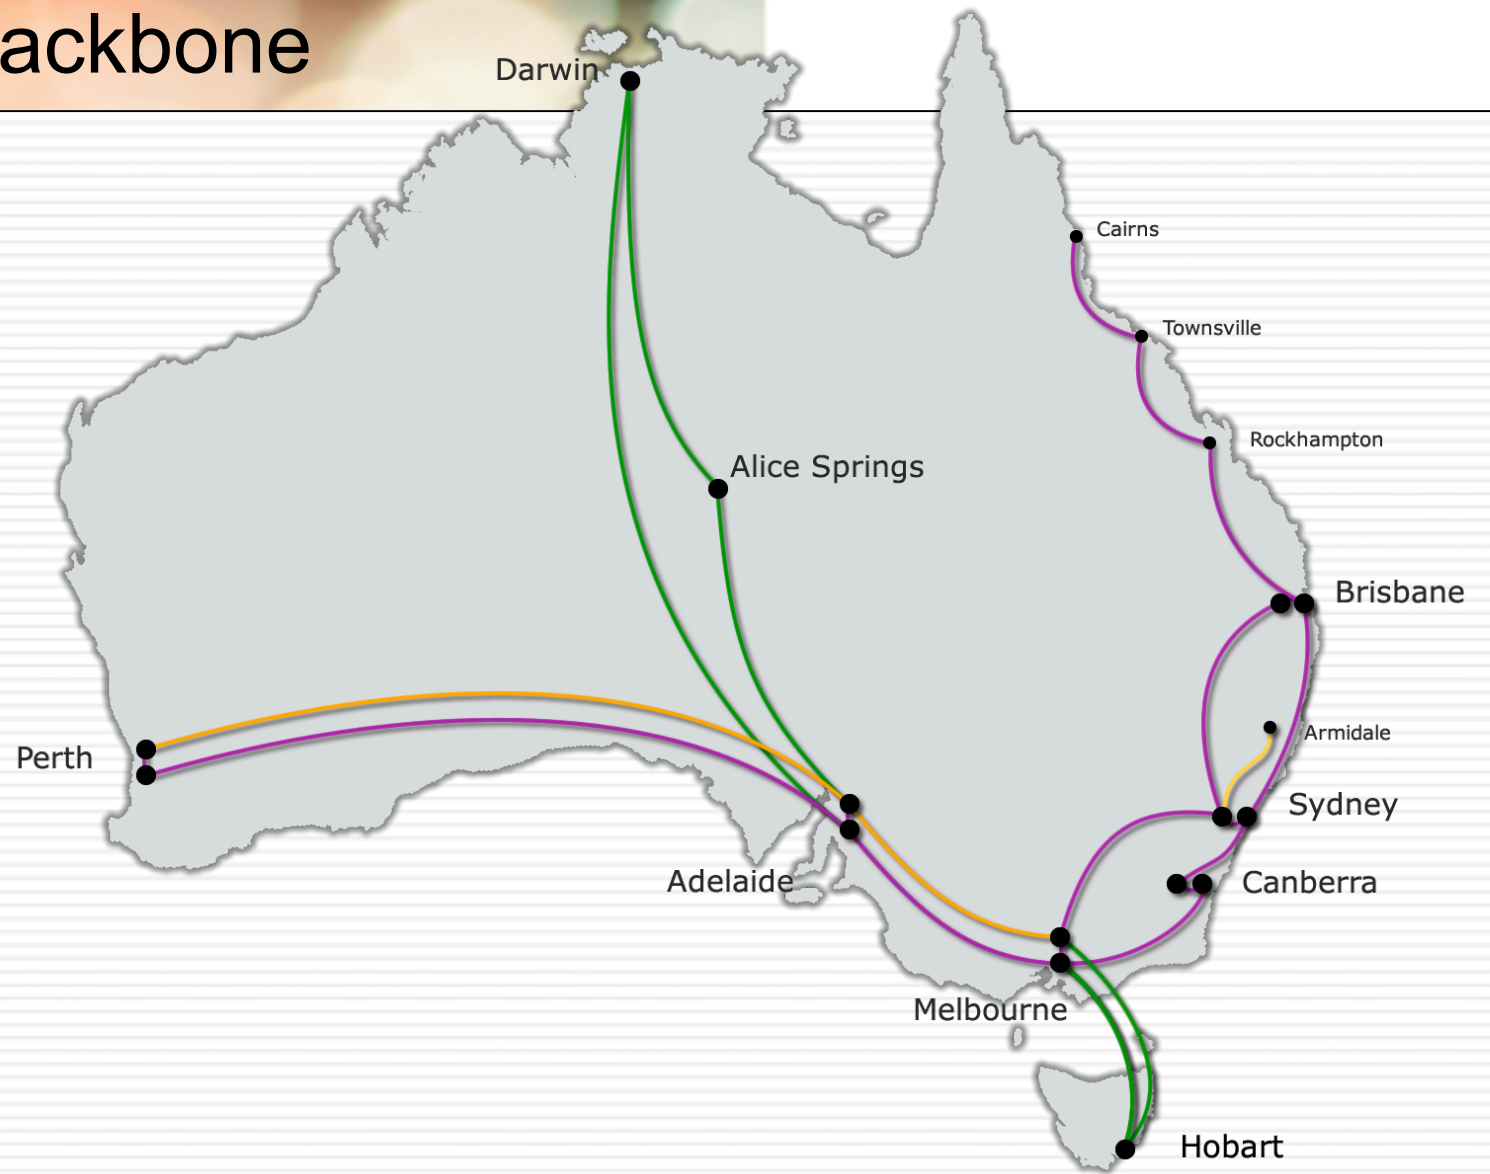 ackbone
Darwin
Cairns
Townsville
Rockhampton
Alice Springs
Brisbane
Armidale
Perth
Sydney
Adelaide
Canberra
Melbourne
Hobart